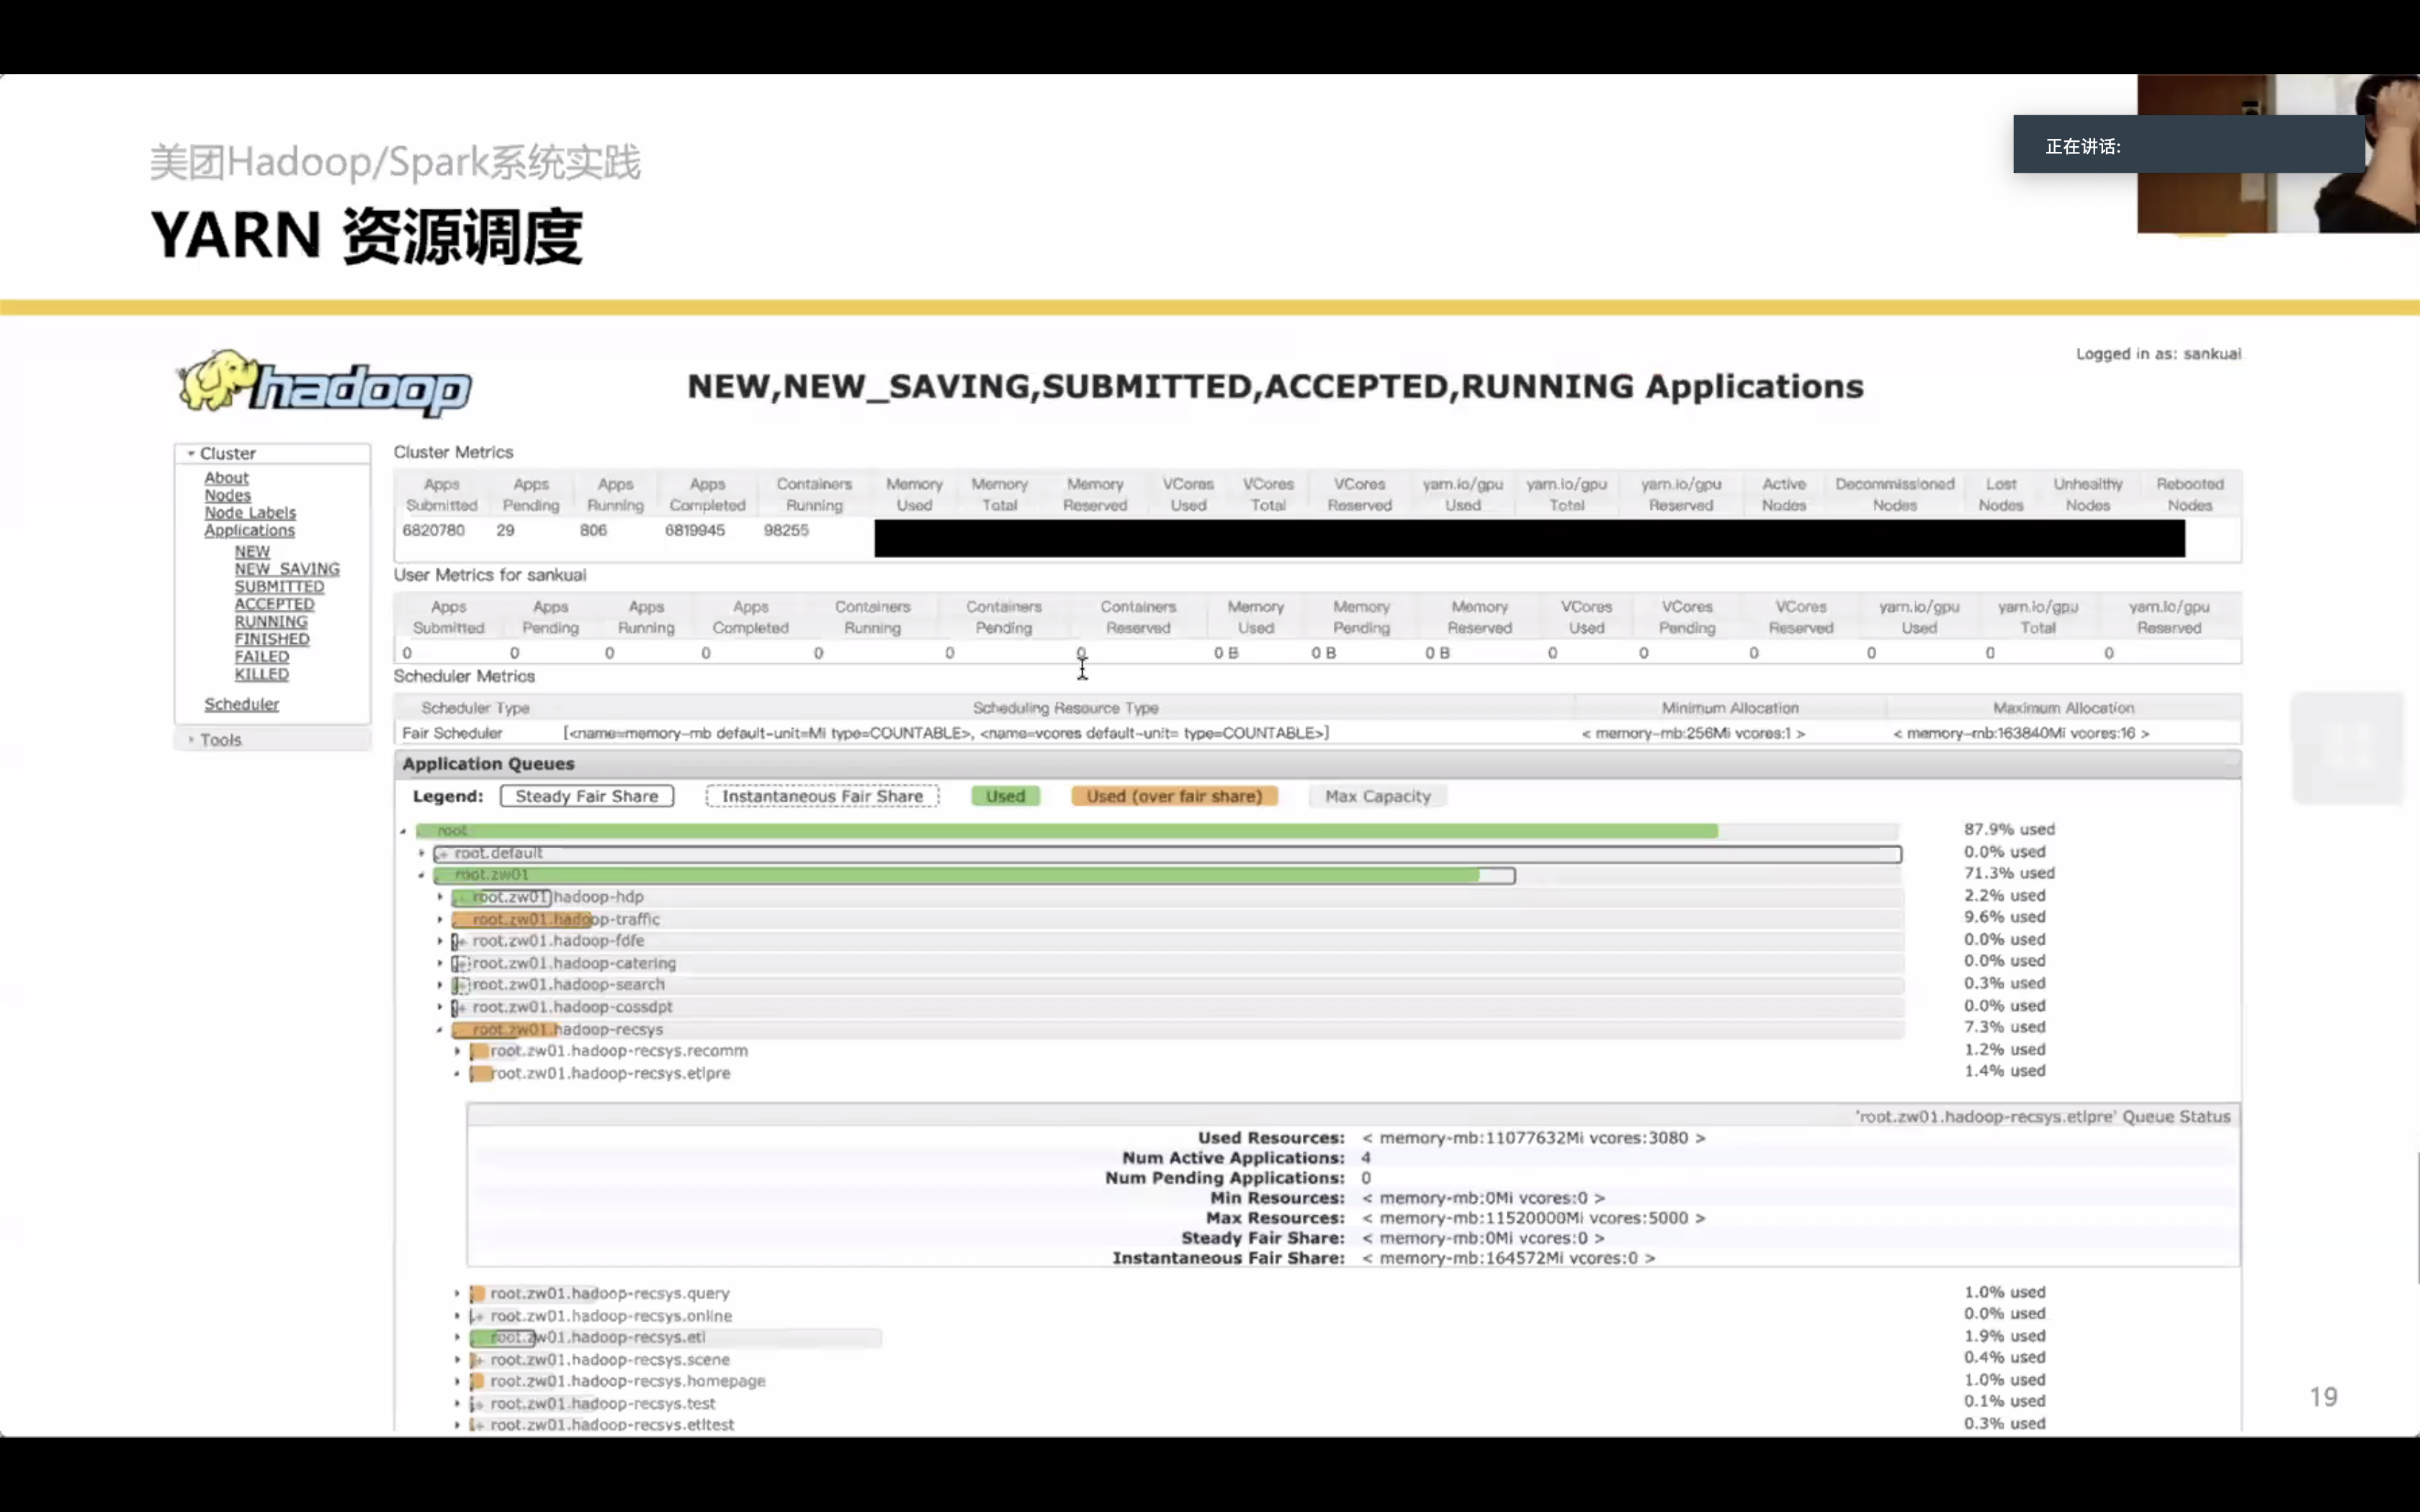 正在讲话:
美团Hadoop/Spark系统实践
YARN 资源调度
Logged in as: sankuai
hadoop
NEW,NEW_SAVING,SUBMITTED,ACCEPTED,RUNNING Applications
Cluster
About
Nodes
Node Labels
Applications
NEW
NEW_SAVING
SUBMITTED
ACCEPTED
RUNNING
FINISHED
FAILED
KILLED
Scheduler
Tools
Cluster Metrics
Apps Submitted Apps Pending Apps Running Apps Completed Containers Running Memory Used Memory Total Memory Reserved VCores Used VCores Total VCores Reserved yarn.io/gpu Used yarn.io/gpu Total yarn.io/gpu Reserved Active Nodes Decommissioned Nodes Lost Nodes Unhealthy Nodes Rebooted Nodes
6820780 29 806 6819945 98255
User Metrics for sankuai
Apps Submitted Apps Pending Apps Running Apps Completed Containers Running Containers Pending Containers Reserved Memory Used Memory Pending Memory Reserved VCores Used VCores Pending VCores Reserved yarn.io/gpu Used yarn.io/gpu Total yarn.io/gpu Reserved
0 0 0 0 0 0 0 0 B 0 B 0 B 0 0 0 0 0 0
Scheduler Metrics
Scheduler Type Scheduling Resource Type Minimum Allocation Maximum Allocation
Fair Scheduler [<name=memory-mb default-unit=Mi type=COUNTABLE>, <name=vcores default-unit= type=COUNTABLE>] < memory-mb:256Mi vcores:1 > < memory-mb:163840Mi vcores:16 >
Application Queues
Legend: Steady Fair Share Instantaneous Fair Share Used Used (over fair share) Max Capacity
root 87.9% used
root.default 0.0% used
root.zw01 71.3% used
root.zw01.hadoop-hdp 2.2% used
root.zw01.hadoop-traffic 9.6% used
root.zw01.hadoop-fdfe 0.0% used
root.zw01.hadoop-catering 0.0% used
root.zw01.hadoop-search 0.3% used
root.zw01.hadoop-cossdpt 0.0% used
root.zw01.hadoop-recsys 7.3% used
root.zw01.hadoop-recsys.recomm 1.2% used
root.zw01.hadoop-recsys.etlpre 1.4% used
'root.zw01.hadoop-recsys.etlpre' Queue Status
Used Resources: < memory-mb:11077632Mi vcores:3080 >
Num Active Applications: 4
Num Pending Applications: 0
Min Resources: < memory-mb:0Mi vcores:0 >
Max Resources: < memory-mb:11520000Mi vcores:5000 >
Steady Fair Share: < memory-mb:0Mi vcores:0 >
Instantaneous Fair Share: < memory-mb:164572Mi vcores:0 >
root.zw01.hadoop-recsys.query 1.0% used
root.zw01.hadoop-recsys.online 0.0% used
root.zw01.hadoop-recsys.etl 1.9% used
root.zw01.hadoop-recsys.scene 0.4% used
root.zw01.hadoop-recsys.homepage 1.0% used
root.zw01.hadoop-recsys.test 0.1% used
root.zw01.hadoop-recsys.etltest 0.3% used
19